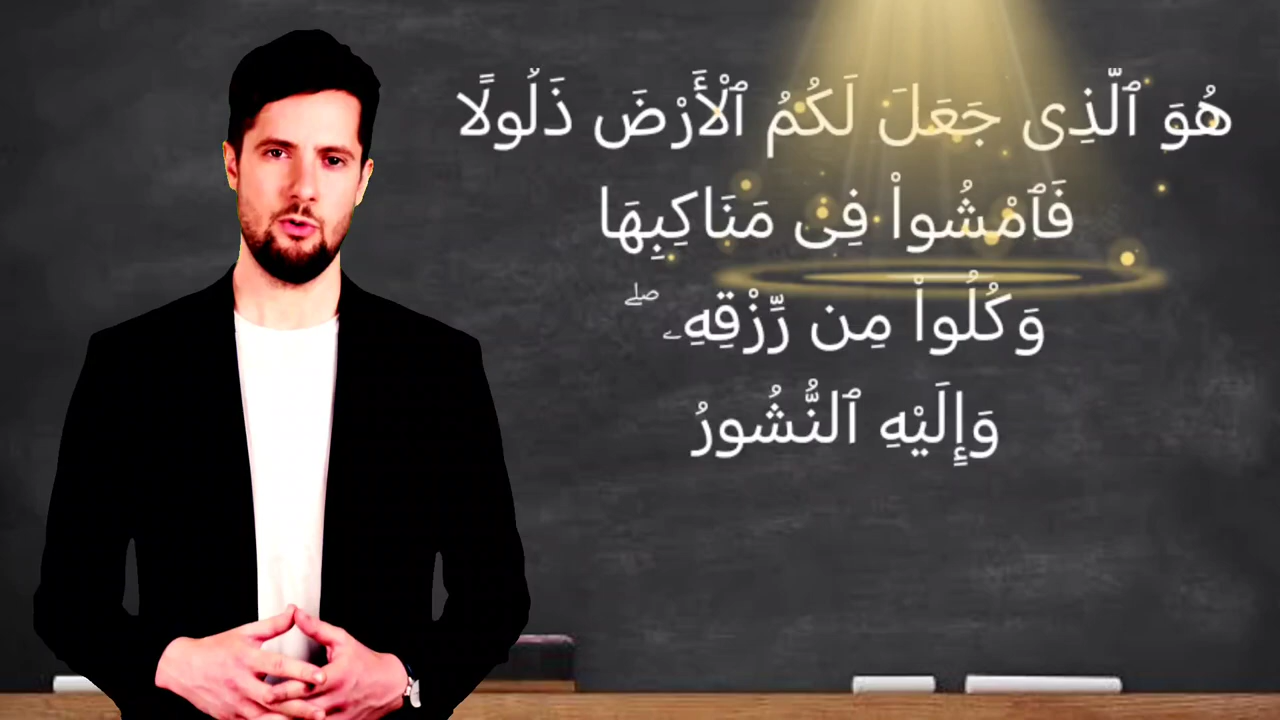 هُوَ ٱلَّذِى جَعَلَ لَكُمُ ٱلْأَرْضَ ذَلُولًا
فَٱمْشُوا۟ فِى مَنَاكِبِهَا
وَكُلُوا۟ مِن رِّزْقِهِۦ ۖ
وَإِلَيْهِ ٱلنُّشُورُ